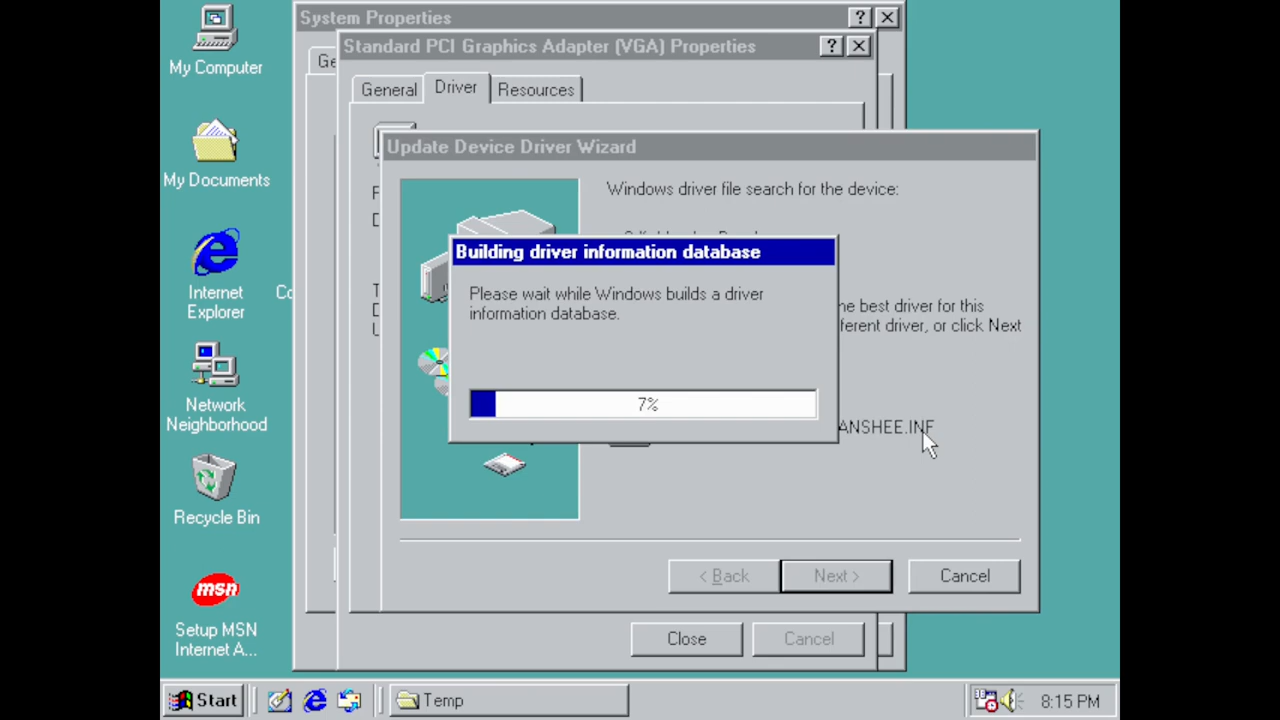 System Properties
Standard PCI Graphics Adapter (VGA) Properties
Ge
General
Driver
Resources
Update Device Driver Wizard
Windows driver file search for the device:
Building driver information database
Please wait while Windows builds a driver
information database.
7%
he best driver for this
ferent driver, or click Next
ANSHEE.INF
< Back
Next >
Cancel
Close
Cancel
My Computer
My Documents
Internet
Explorer
Co
Network
Neighborhood
Recycle Bin
msn
Setup MSN
Internet A...
Start
Temp
8:15 PM